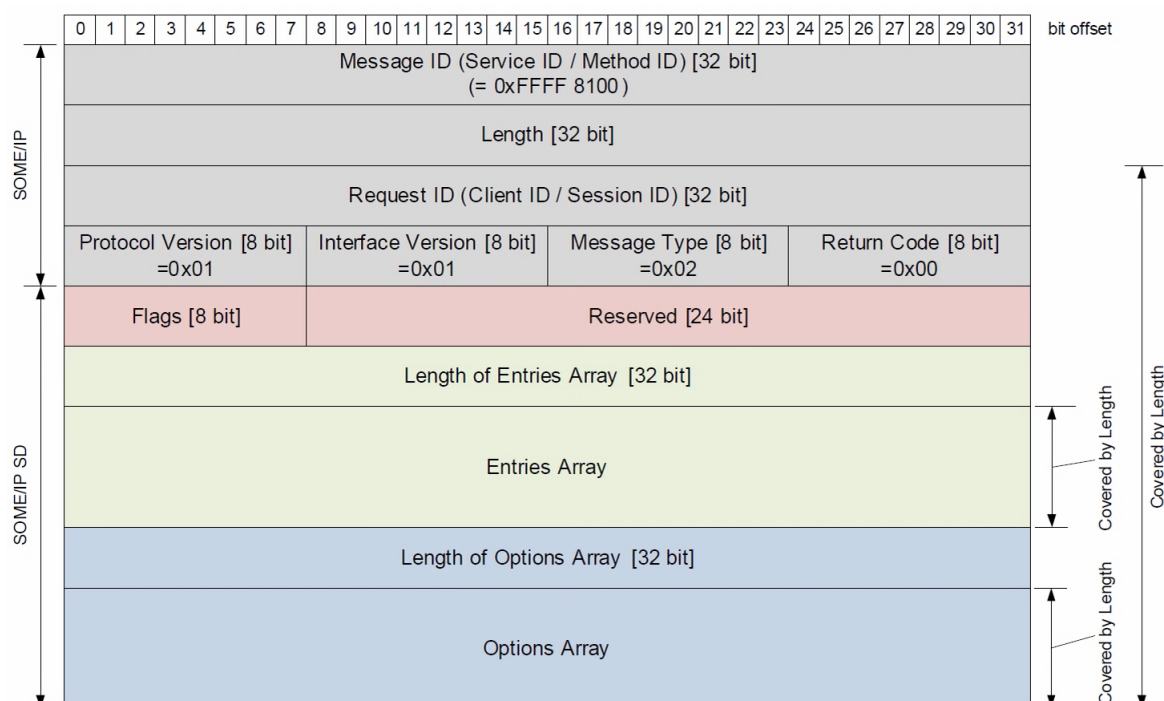 0 1 2 3 4 5 6 7 8 9 10 11 12 13 14 15 16 17 18 19 20 21 22 23 24 25 26 27 28 29 30 31 bit offset
Message ID (Service ID / Method ID) [32 bit]
(= 0xFFFF 8100 )
Length [32 bit]
SOME/IP
Request ID (Client ID / Session ID) [32 bit]
Protocol Version [8 bit] Interface Version [8 bit] Message Type [8 bit] Return Code [8 bit]
=0x01 =0x01 =0x02 =0x00
Flags [8 bit] Reserved [24 bit]
Length of Entries Array [32 bit]
Entries Array
SOME/IP SD
Covered by Length
Covered by Length
Length of Options Array [32 bit]
Options Array
Covered by Length